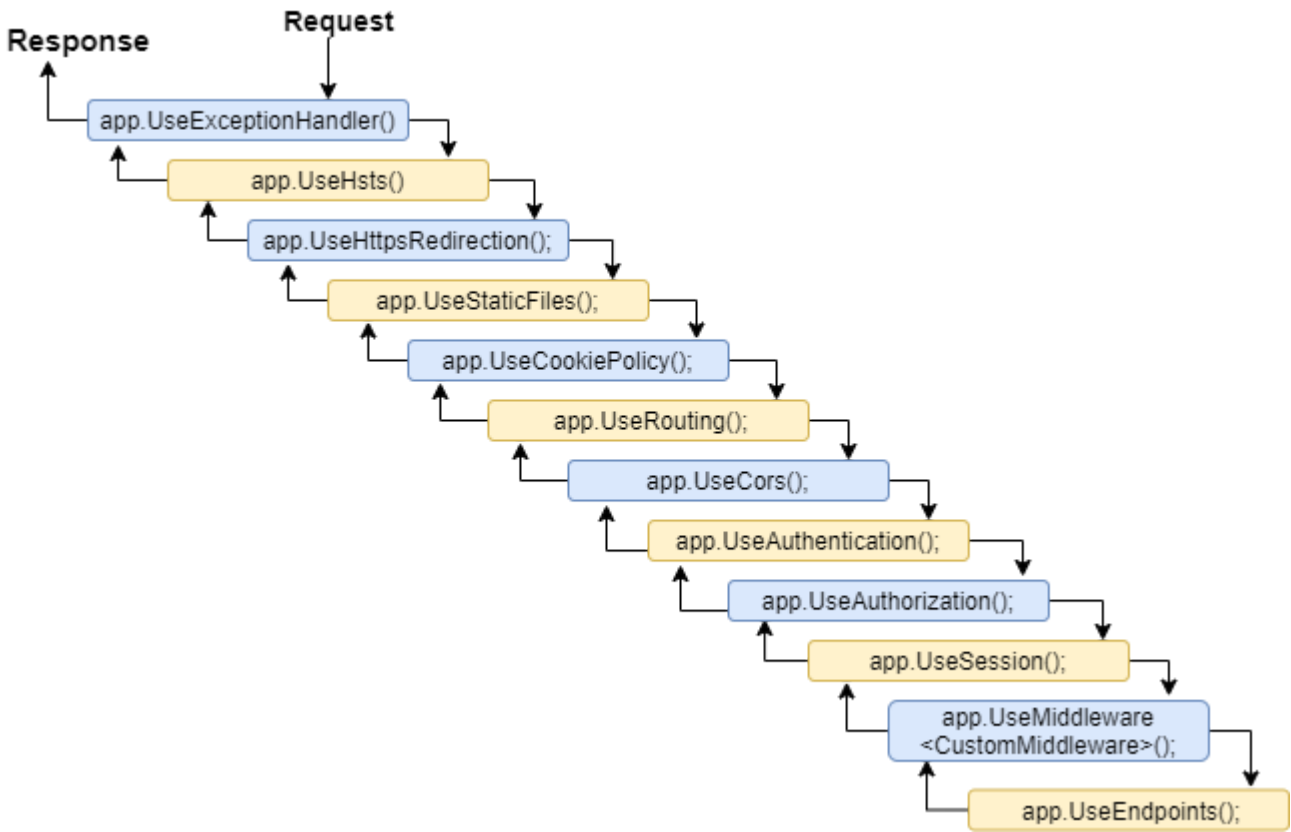 Request
Response
app.UseExceptionHandler()
app.UseHsts()
app.UseHttpsRedirection();
app.UseStaticFiles();
app.UseCookiePolicy();
app.UseRouting();
app.UseCors();
app.UseAuthentication();
app.UseAuthorization();
app.UseSession();
app.UseMiddleware
<CustomMiddleware>();
app.UseEndpoints();